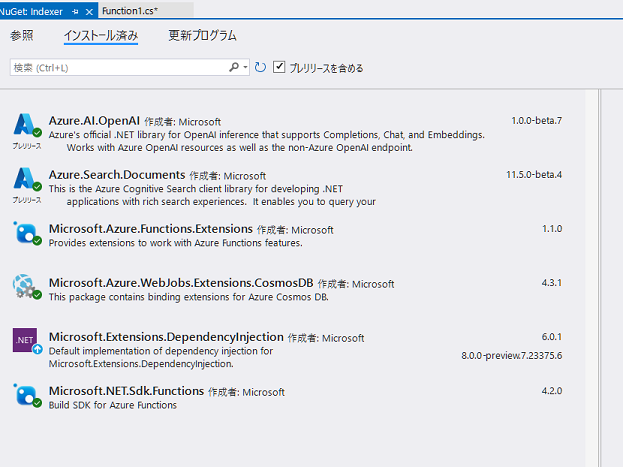 NuGet: Indexer
Function1.cs*
参照 インストール済み 更新プログラム
検索 (Ctrl+L) プレリリースを含める
Azure.AI.OpenAI 作成者: Microsoft 1.0.0-beta.7
Azure's official .NET library for OpenAI inference that supports Completions, Chat, and Embeddings.
プレリリース Works with Azure OpenAI resources as well as the non-Azure OpenAI endpoint.
Azure.Search.Documents 作成者: Microsoft 11.5.0-beta.4
This is the Azure Cognitive Search client library for developing .NET
プレリリース applications with rich search experiences. It enables you to query your
Microsoft.Azure.Functions.Extensions 作成者: Microsoft 1.1.0
Provides extensions to work with Azure Functions features.
Microsoft.Azure.WebJobs.Extensions.CosmosDB 作成者: Microsoft 4.3.1
This package contains binding extensions for Azure Cosmos DB.
.NET Microsoft.Extensions.DependencyInjection 作成者: Microsoft 6.0.1
Default implementation of dependency injection for 8.0.0-preview.7.23375.6
Microsoft.Extensions.DependencyInjection.
Microsoft.NET.Sdk.Functions 作成者: Microsoft 4.2.0
Build SDK for Azure Functions